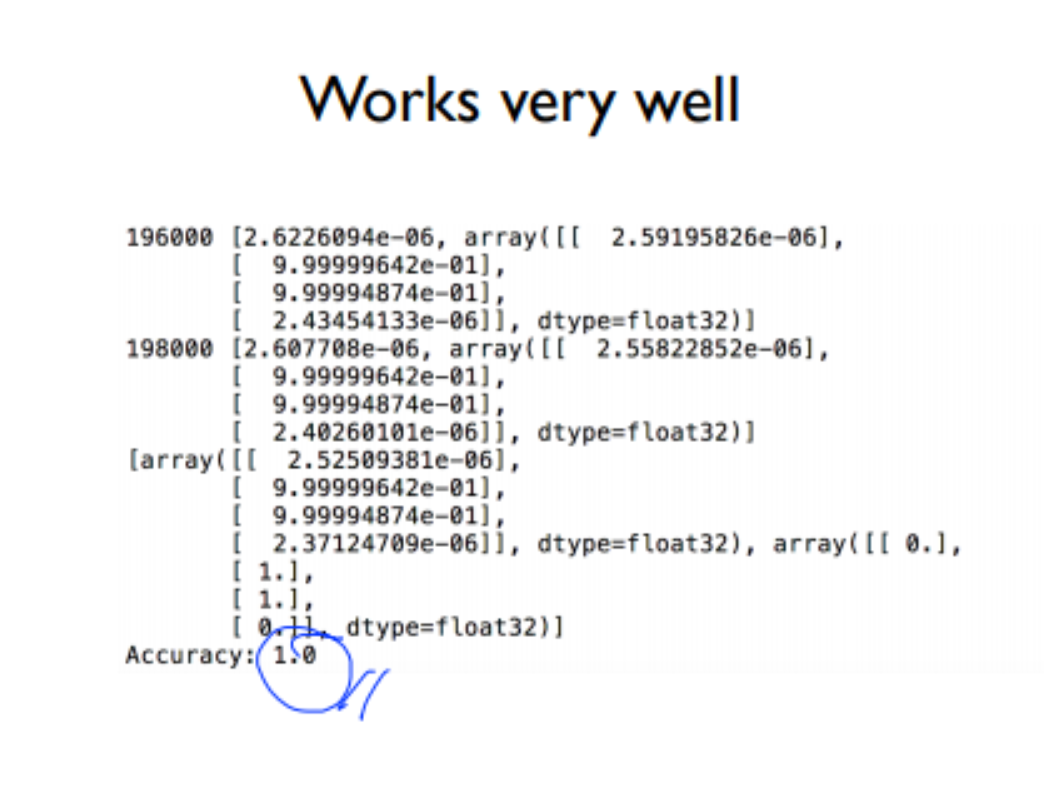 Works very well
196000 [2.6226094e-06, array([[  2.59195826e-06],
       [  9.99999642e-01],
       [  9.99994874e-01],
       [  2.43454133e-06]], dtype=float32)]
198000 [2.607708e-06, array([[  2.55822852e-06],
       [  9.99999642e-01],
       [  9.99994874e-01],
       [  2.40260101e-06]], dtype=float32)]
[array([[  2.52509381e-06],
       [  9.99999642e-01],
       [  9.99994874e-01],
       [  2.37124709e-06]], dtype=float32), array([[ 0.],
       [ 1.],
       [ 1.],
       [ 0.]], dtype=float32)]
Accuracy: 1.0